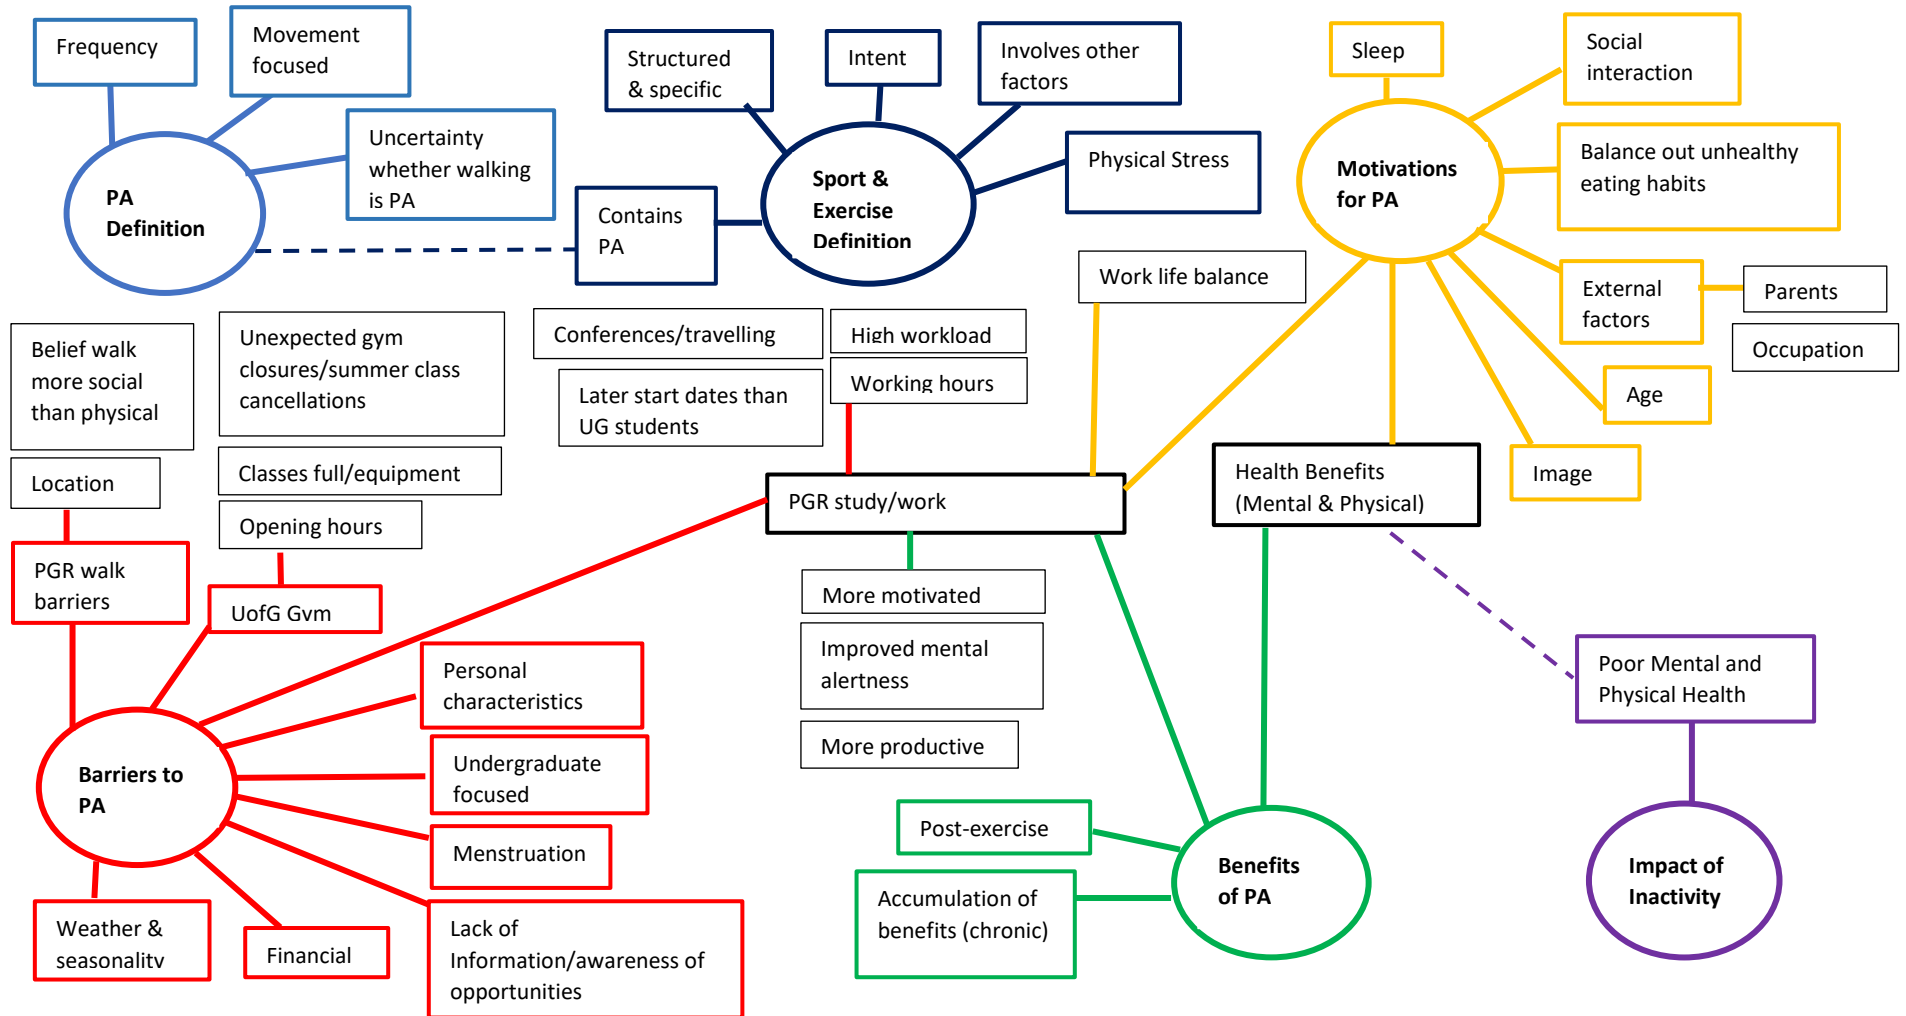 Frequency
Movement
focused
Uncertainty
whether walking
is PA
PA
Definition
Structured
& specific
Intent
Involves other
factors
Physical Stress
Contains
PA
Sport &
Exercise
Definition
Sleep
Social
interaction
Balance out unhealthy
eating habits
Motivations
for PA
External
factors
Parents
Occupation
Age
Image
Work life balance
Belief walk
more social
than physical
Location
PGR walk
barriers
Unexpected gym
closures/summer class
cancellations
Classes full/equipment
Opening hours
UofG Gym
Conferences/travelling
Later start dates than
UG students
High workload
Working hours
PGR study/work
Health Benefits
(Mental & Physical)
More motivated
Improved mental
alertness
More productive
Personal
characteristics
Undergraduate
focused
Menstruation
Lack of
Information/awareness of
opportunities
Barriers to
PA
Weather &
seasonality
Financial
Post-exercise
Accumulation of
benefits (chronic)
Benefits
of PA
Poor Mental and
Physical Health
Impact of
Inactivity